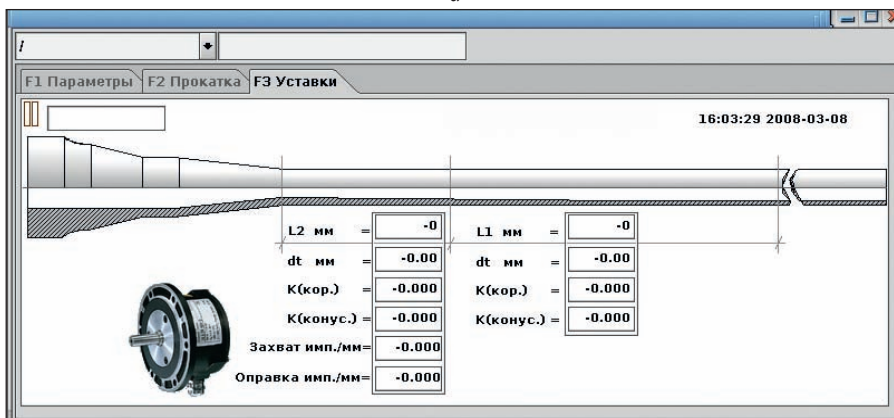 а
I
F1 Параметры F2 Прокатка F3 Уставки
16:03:29 2008-03-08
L2 мм = -0 L1 мм = -0
dt мм = -0.00 dt мм = -0.00
К(кор.) = -0.000 К(кор.) = -0.000
К(конус.) = -0.000 К(конус.) = -0.000
Захват имп./мм= -0.000
Оправка имп./мм= -0.000